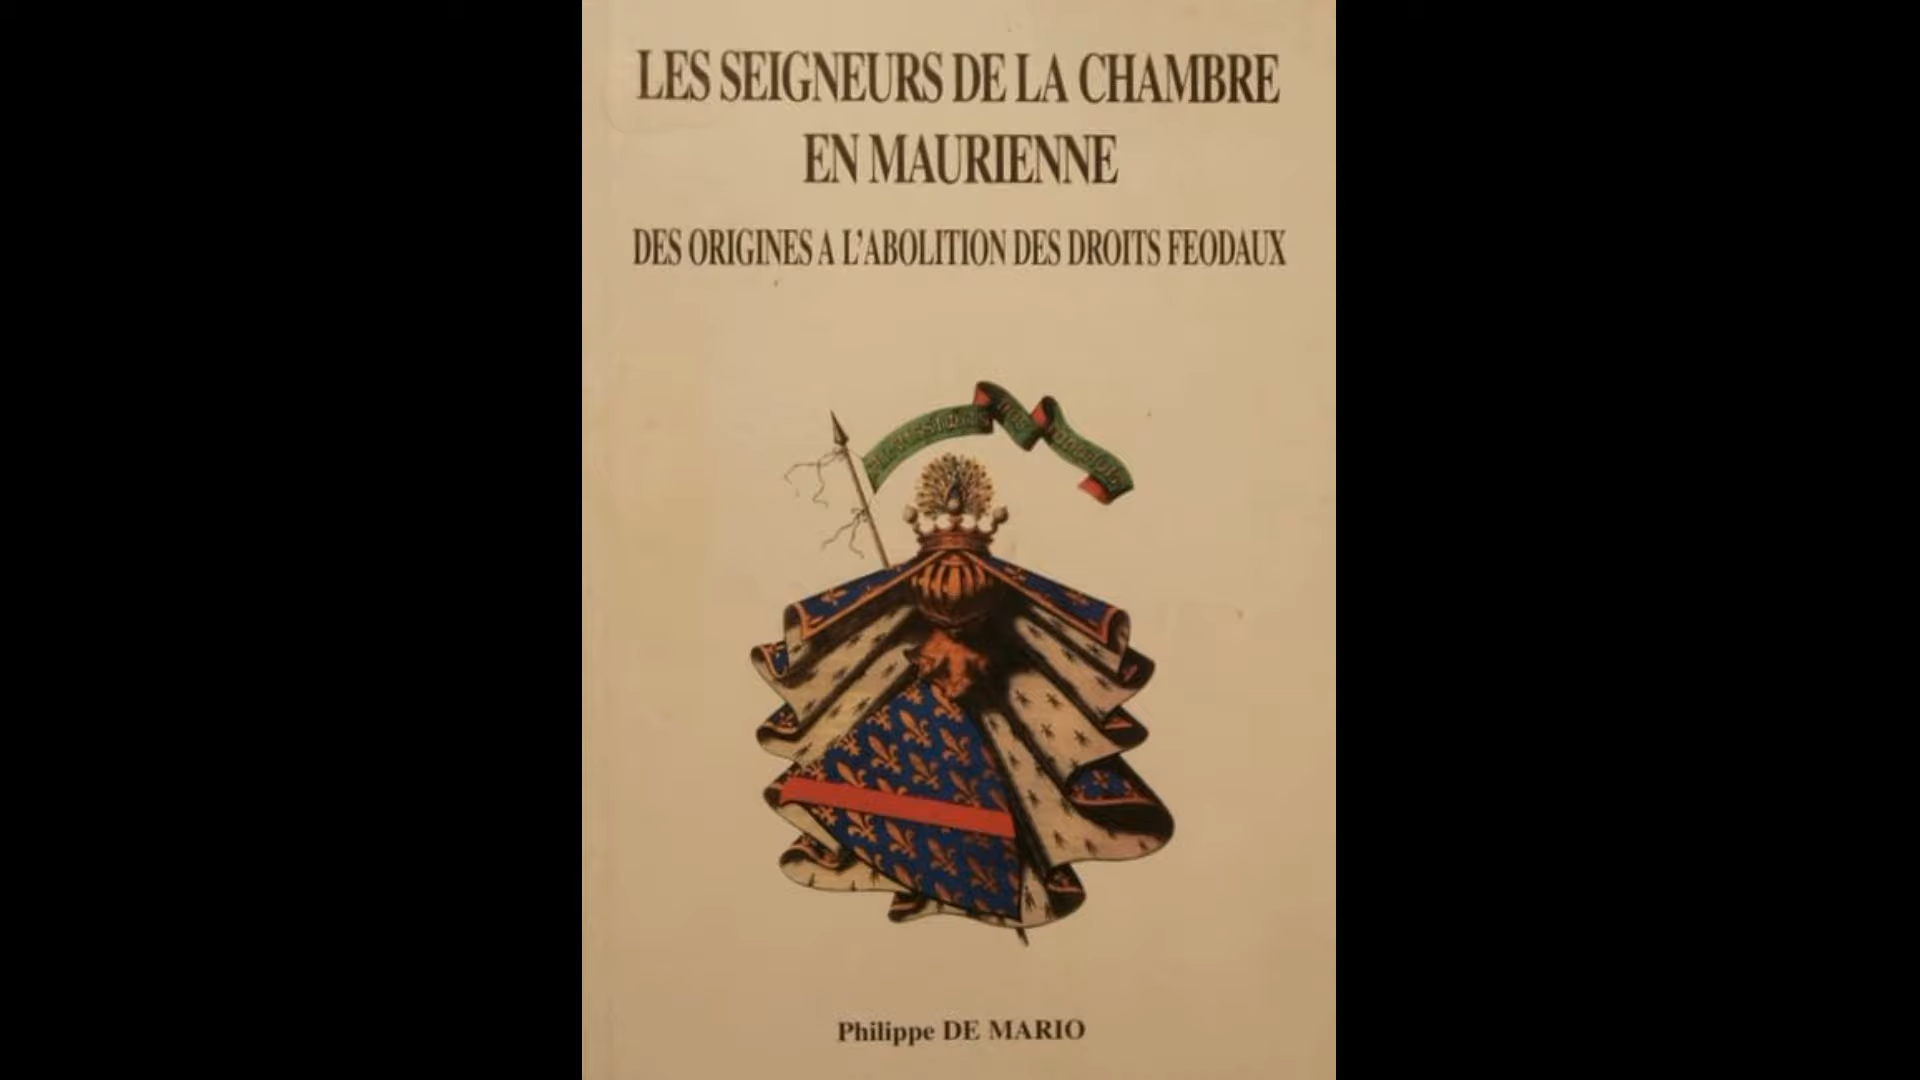 LES SEIGNEURS DE LA CHAMBRE
EN MAURIENNE
DES ORIGINES A L'ABOLITION DES DROITS FEODAUX
Philippe DE MARIO